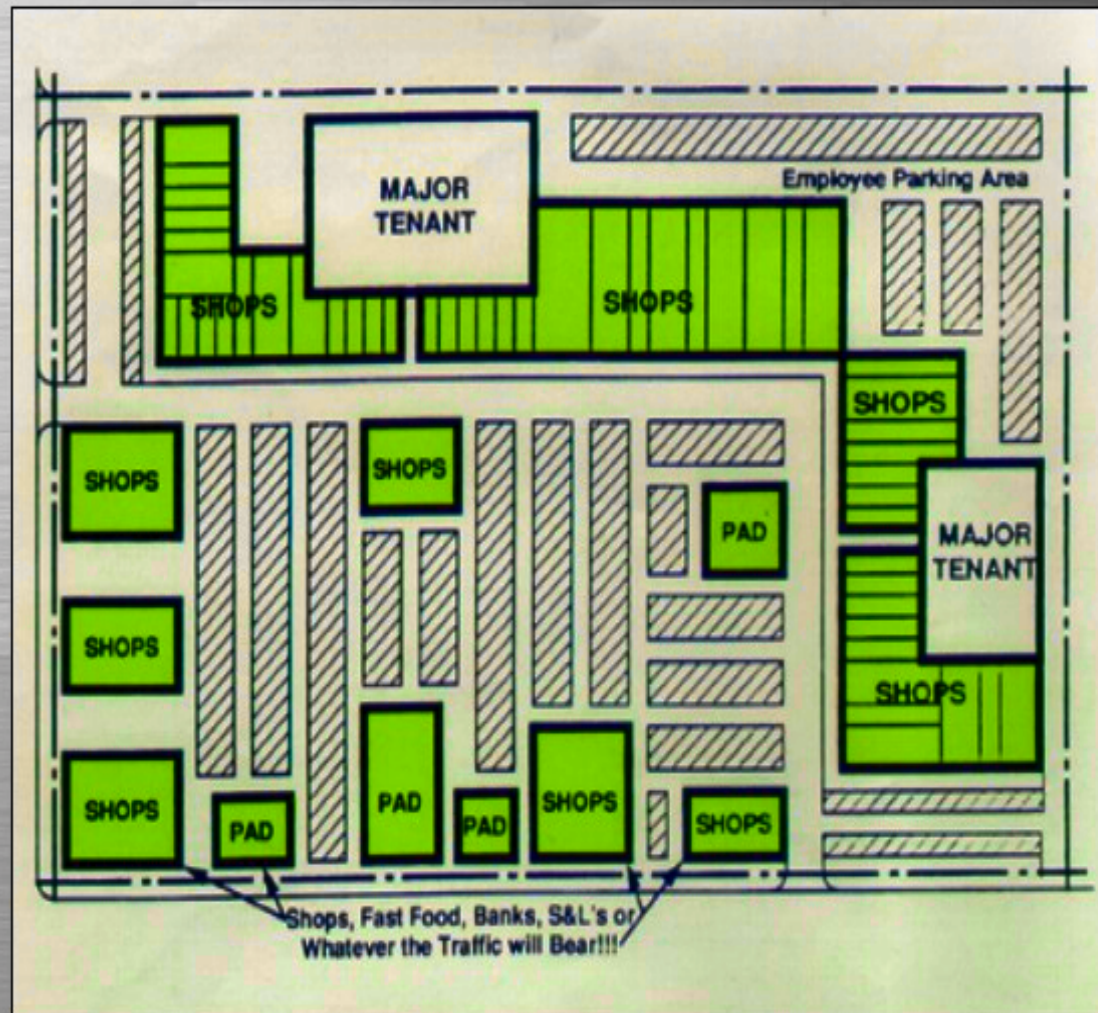 MAJOR
TENANT
Employee Parking Area
SHOPS
SHOPS
SHOPS
SHOPS
SHOPS
PAD
MAJOR
TENANT
SHOPS
SHOPS
PAD
SHOPS
SHOPS
PAD
PAD
SHOPS
Shops, Fast Food, Banks, S&L's or
Whatever the Traffic will Bear!!!